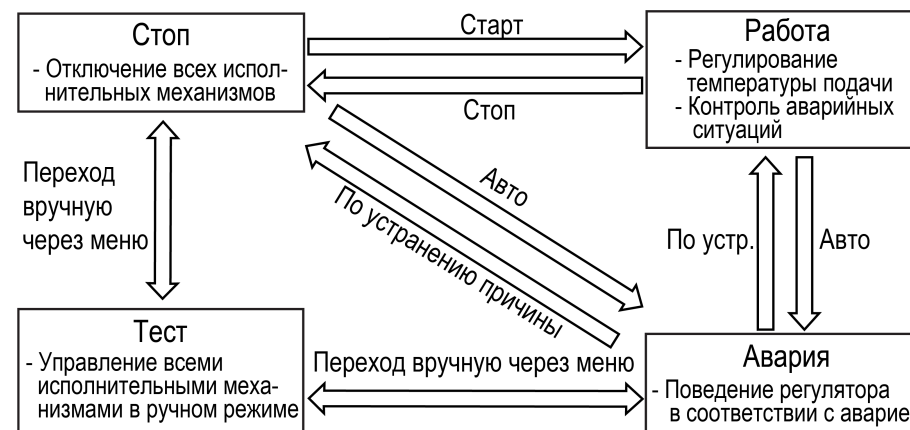 Стоп
- Отключение всех испол-
нительных механизмов
Старт
Стоп
Работа
- Регулирование
температуры подачи
- Контроль аварийных
ситуаций
Переход
вручную
через меню
Авто
По устранению причины
По устр.
Авто
Тест
- Управление всеми
исполнительными меха-
низмами в ручном режиме
Переход вручную через меню
Авария
- Поведение регулятора
в соответствии с аварие